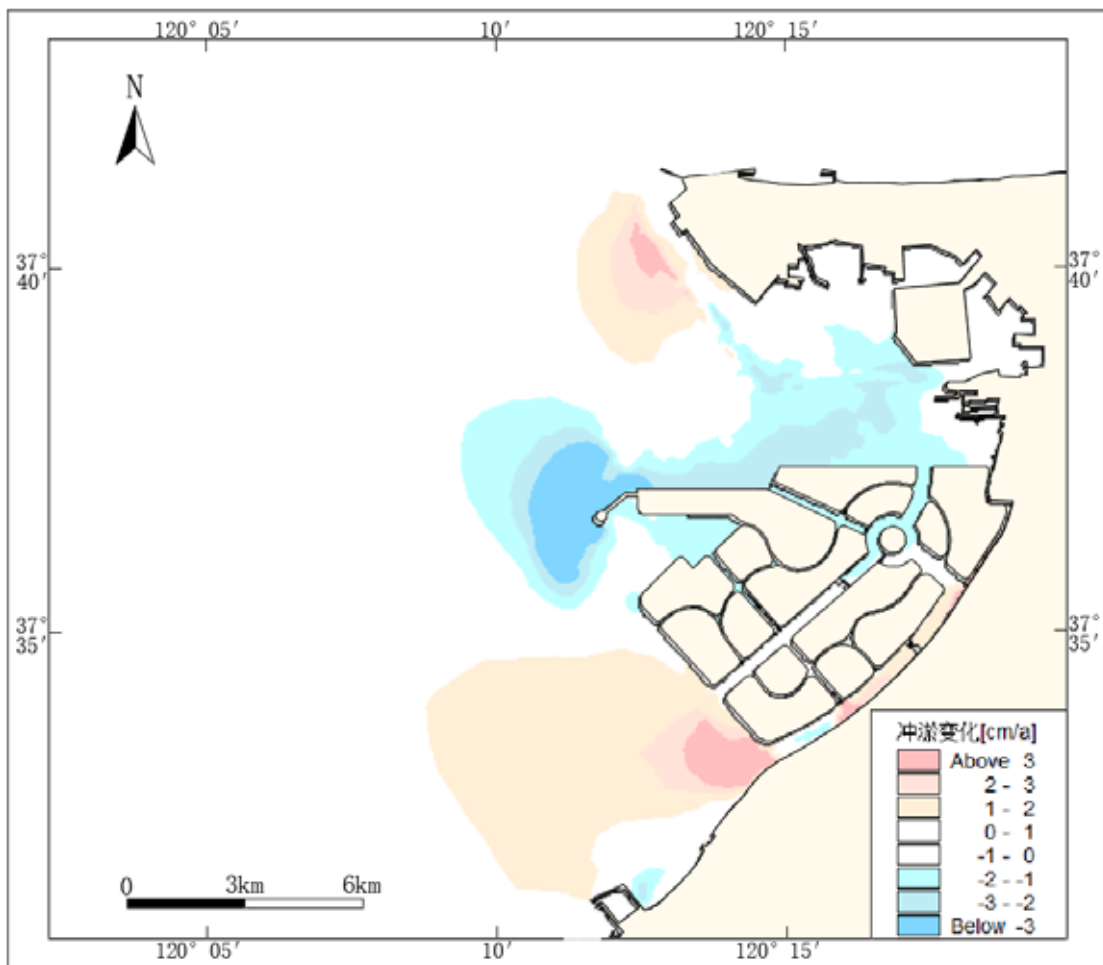 120° 05′ 10′ 120° 15′
N
37° 37°
40′ 40′
37° 37°
35′ 35′
冲淤变化[cm/a]
Above 3
2 - 3
1 - 2
0 - 1
-1 - 0
-2 - -1
-3 - -2
Below -3
0 3km 6km
120° 05′ 10′ 120° 15′